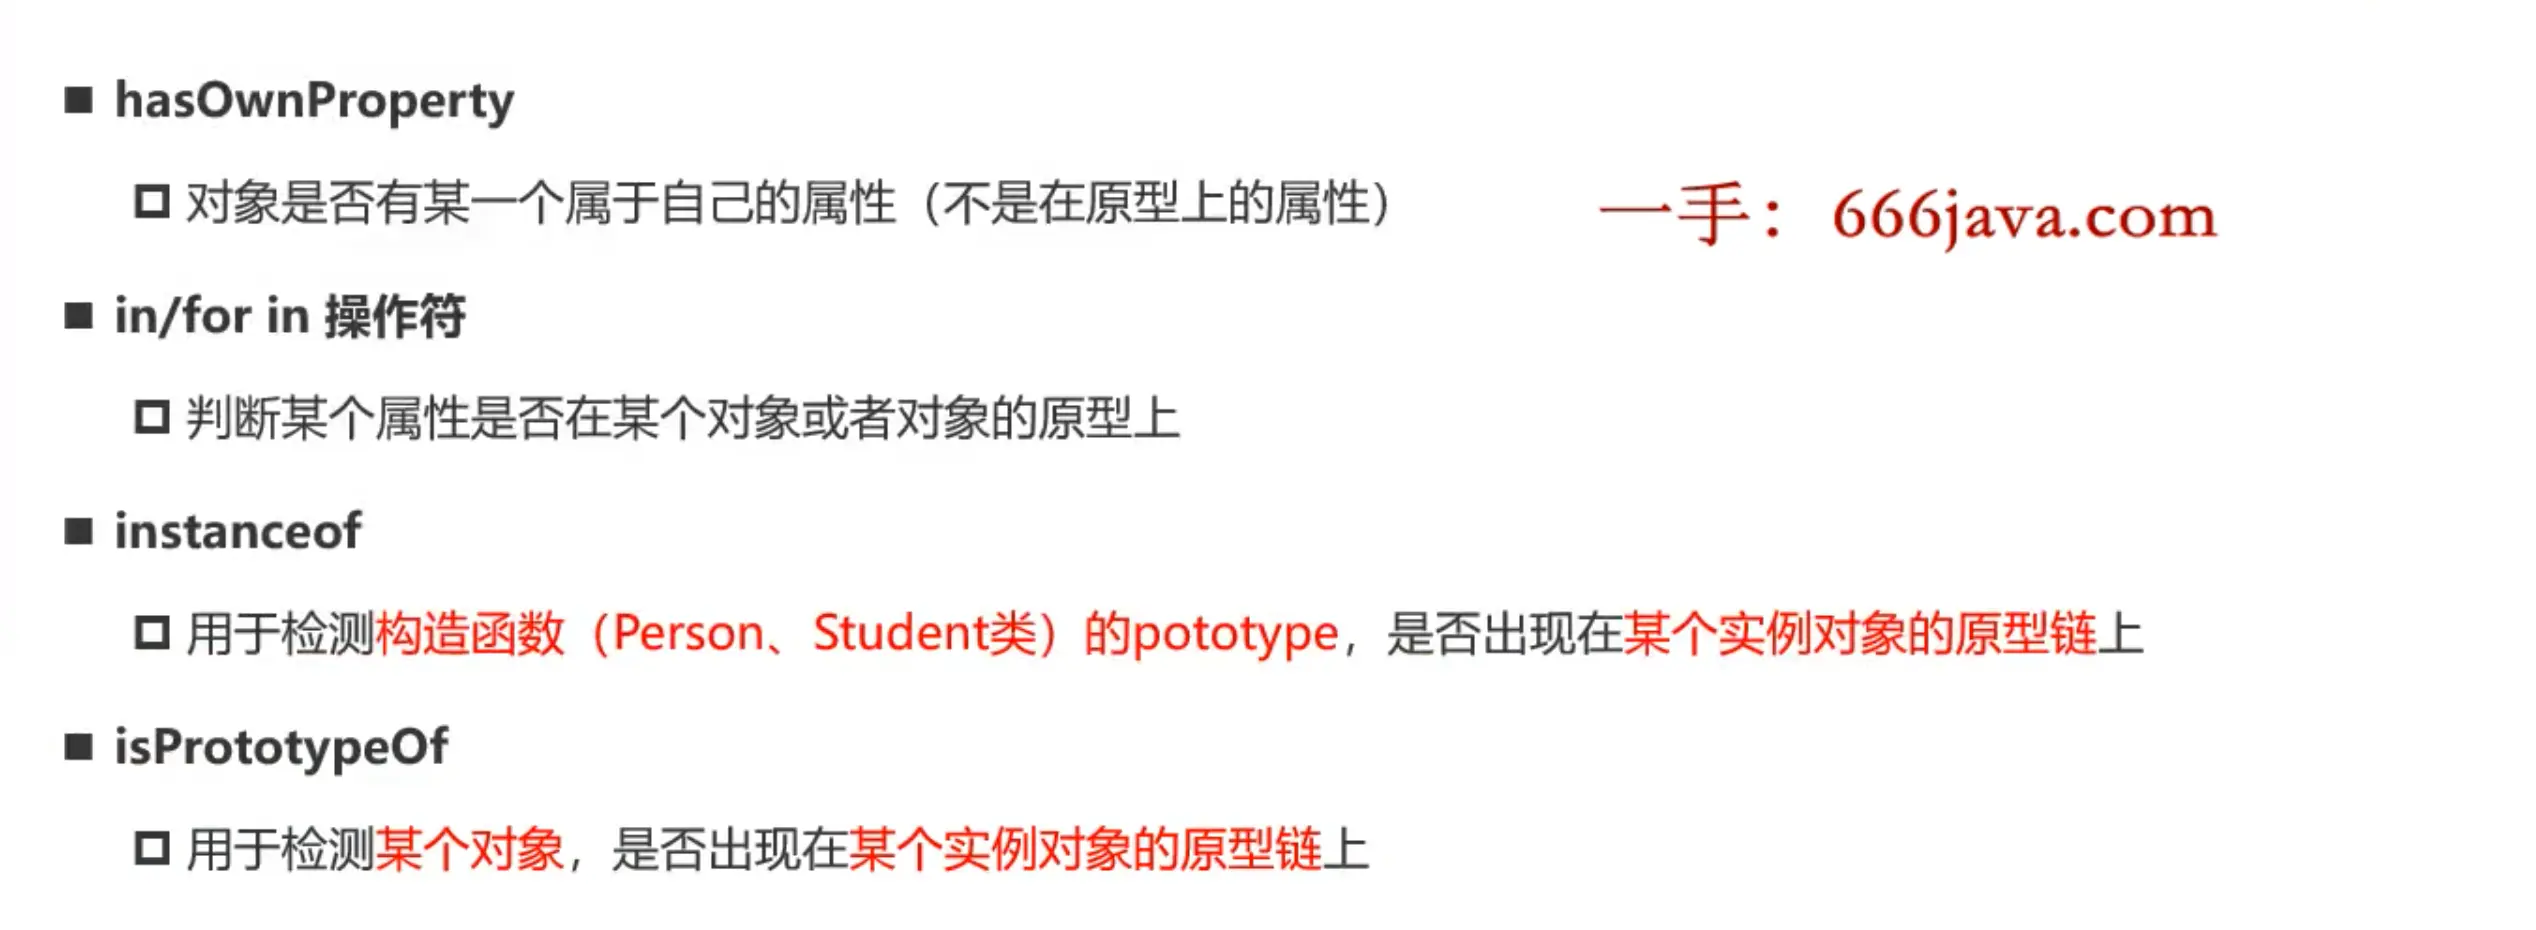 hasOwnProperty
对象是否有某一个属于自己的属性（不是在原型上的属性）
一手：666java.com
in/for in 操作符
判断某个属性是否在某个对象或者对象的原型上
instanceof
用于检测构造函数（Person、Student类）的pototype，是否出现在某个实例对象的原型链上
isPrototypeOf
用于检测某个对象，是否出现在某个实例对象的原型链上